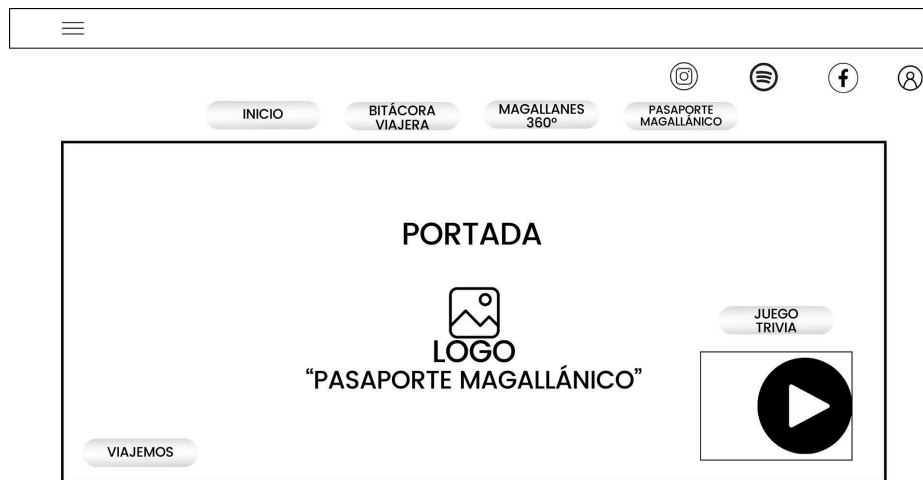 INICIO
BITÁCORA
VIAJERA
MAGALLANES
360º
PASAPORTE
MAGALLÁNICO
PORTADA
LOGO
“PASAPORTE MAGALLÁNICO”
JUEGO
TRIVIA
VIAJEMOS